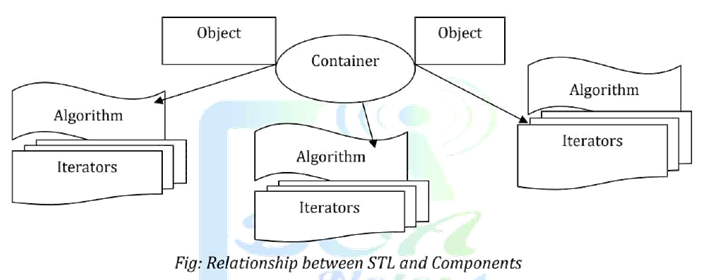 Object
Object
Container
Algorithm
Iterators
Algorithm
Iterators
Algorithm
Iterators
Fig: Relationship between STL and Components